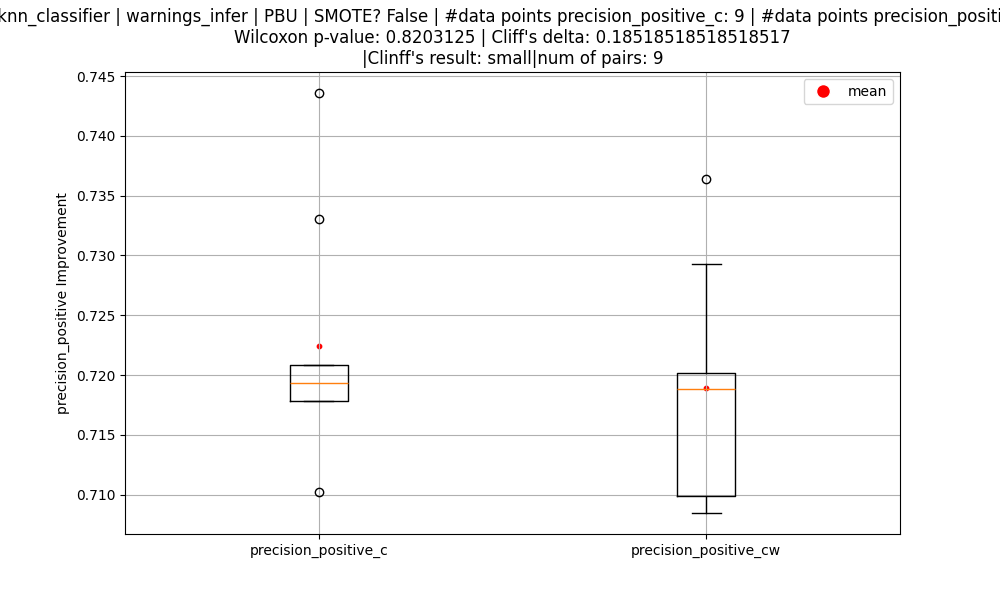 knn_classifier | warnings_infer | PBU | SMOTE? False | #data points precision_positive_c: 9 | #data points
Wilcoxon p-value: 0.8203125 | Cliff's delta: 0.18518518518518517
|Clinff's result: small|num of pairs: 9
mean
0.745
0.740
0.735
0.730
0.725
0.720
0.715
0.710
precision_positive Improvement
precision_positive_c
precision_positive_cw